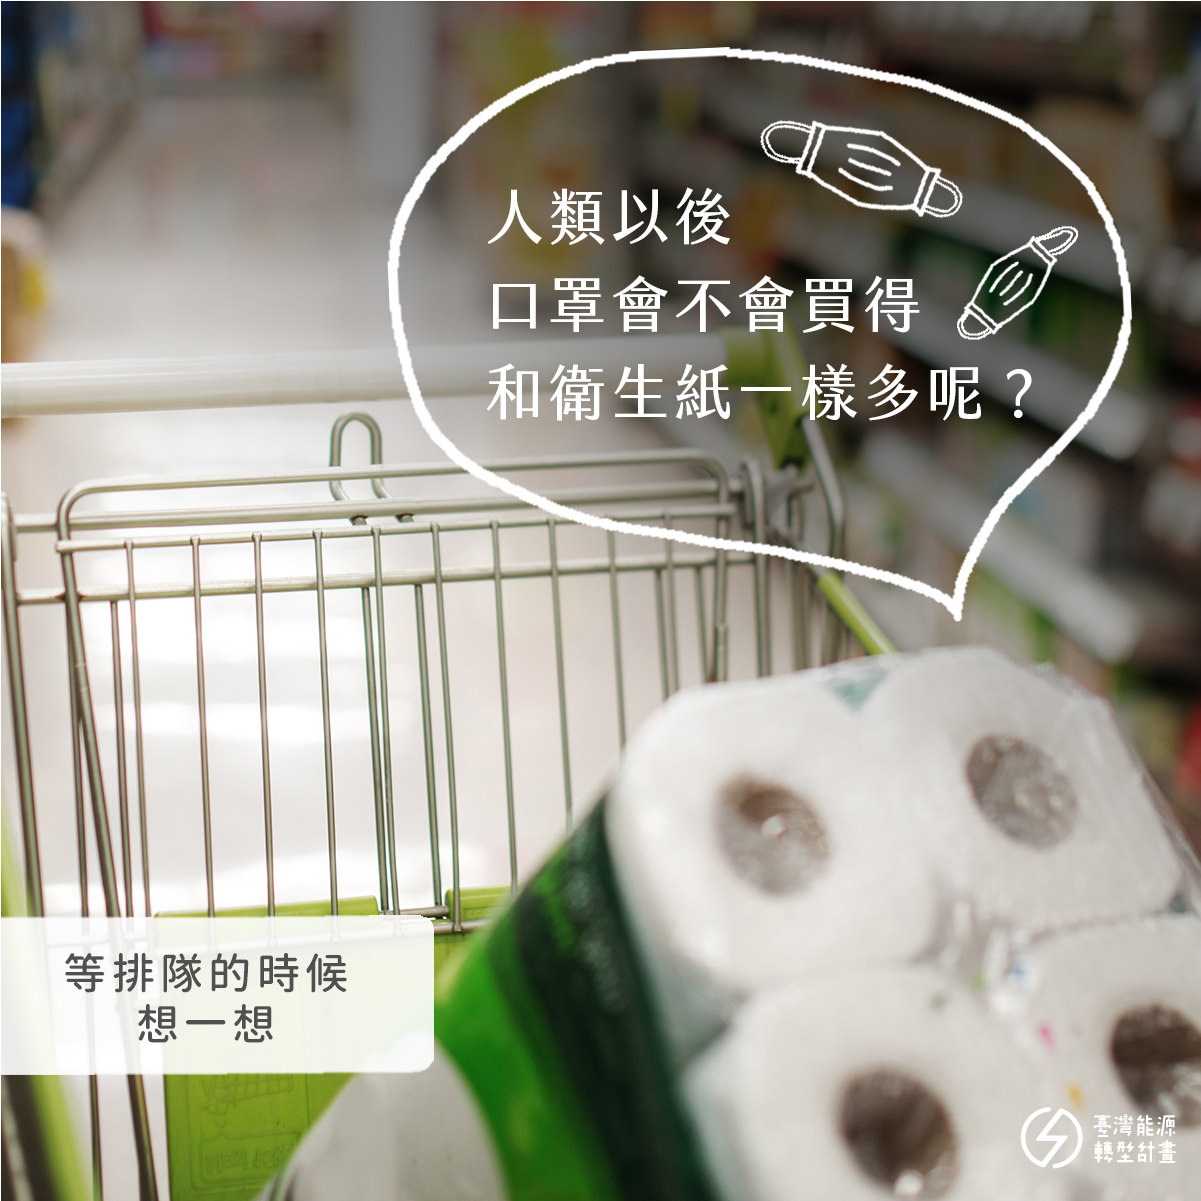 人類以後
口罩會不會買得
和衛生紙一樣多呢？
等排隊的時候
想一想
臺灣能源
轉型計畫